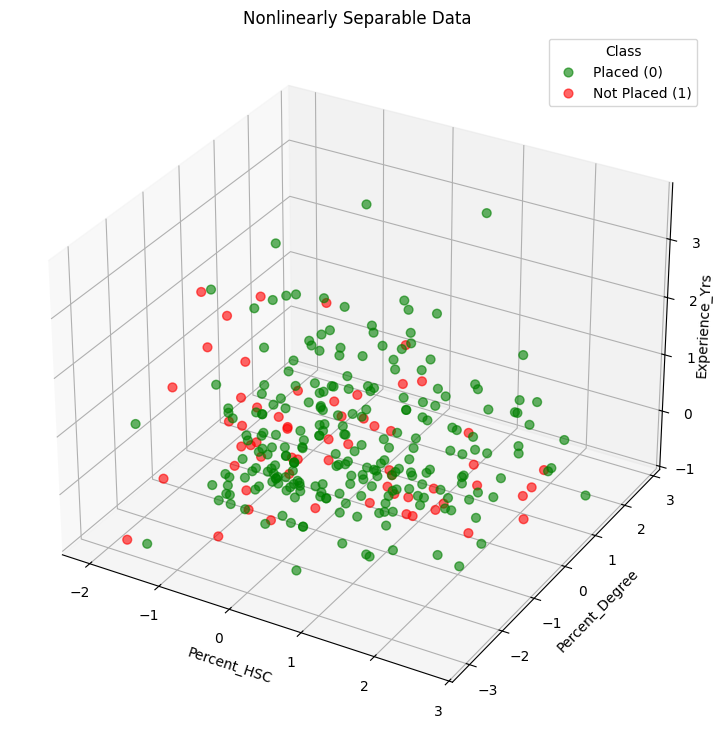 Nonlinearly Separable Data
Class
Placed (0)
Not Placed (1)
3
2
1
0
−1
Experience_Yrs
3
2
1
0
−1
−2
−3
Percent_Degree
−2
−1
0
1
2
3
Percent_HSC